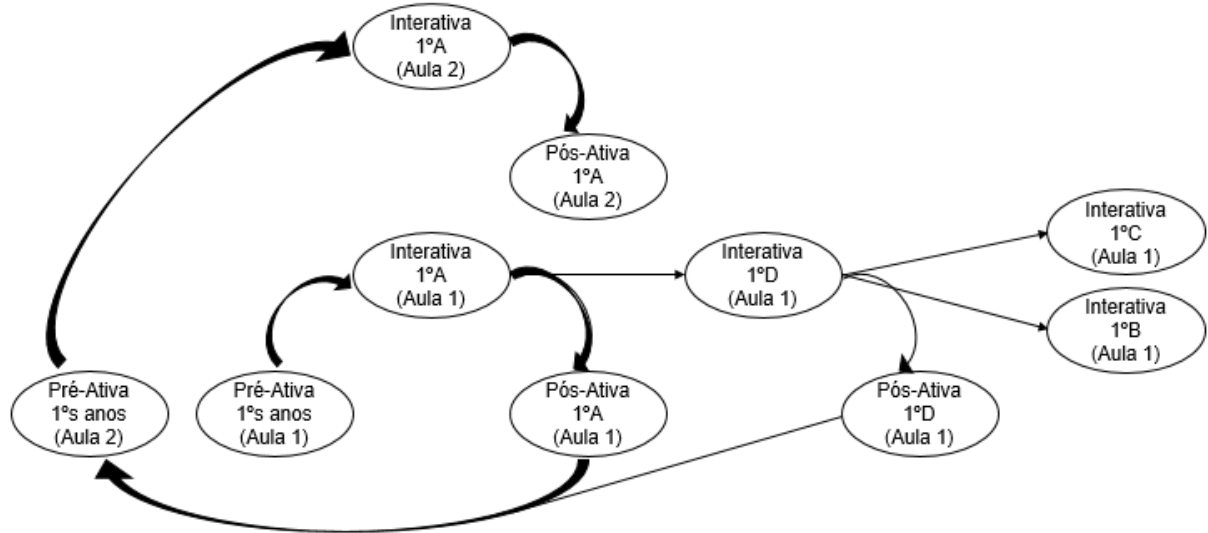 Interativa
1ºA
(Aula 2)
Pós-Ativa
1ºA
(Aula 2)
Interativa
1ºA
(Aula 1)
Interativa
1ºD
(Aula 1)
Interativa
1ºC
(Aula 1)
Interativa
1ºB
(Aula 1)
Pré-Ativa
1ºs anos
(Aula 2)
Pré-Ativa
1ºs anos
(Aula 1)
Pós-Ativa
1ºA
(Aula 1)
Pós-Ativa
1ºD
(Aula 1)